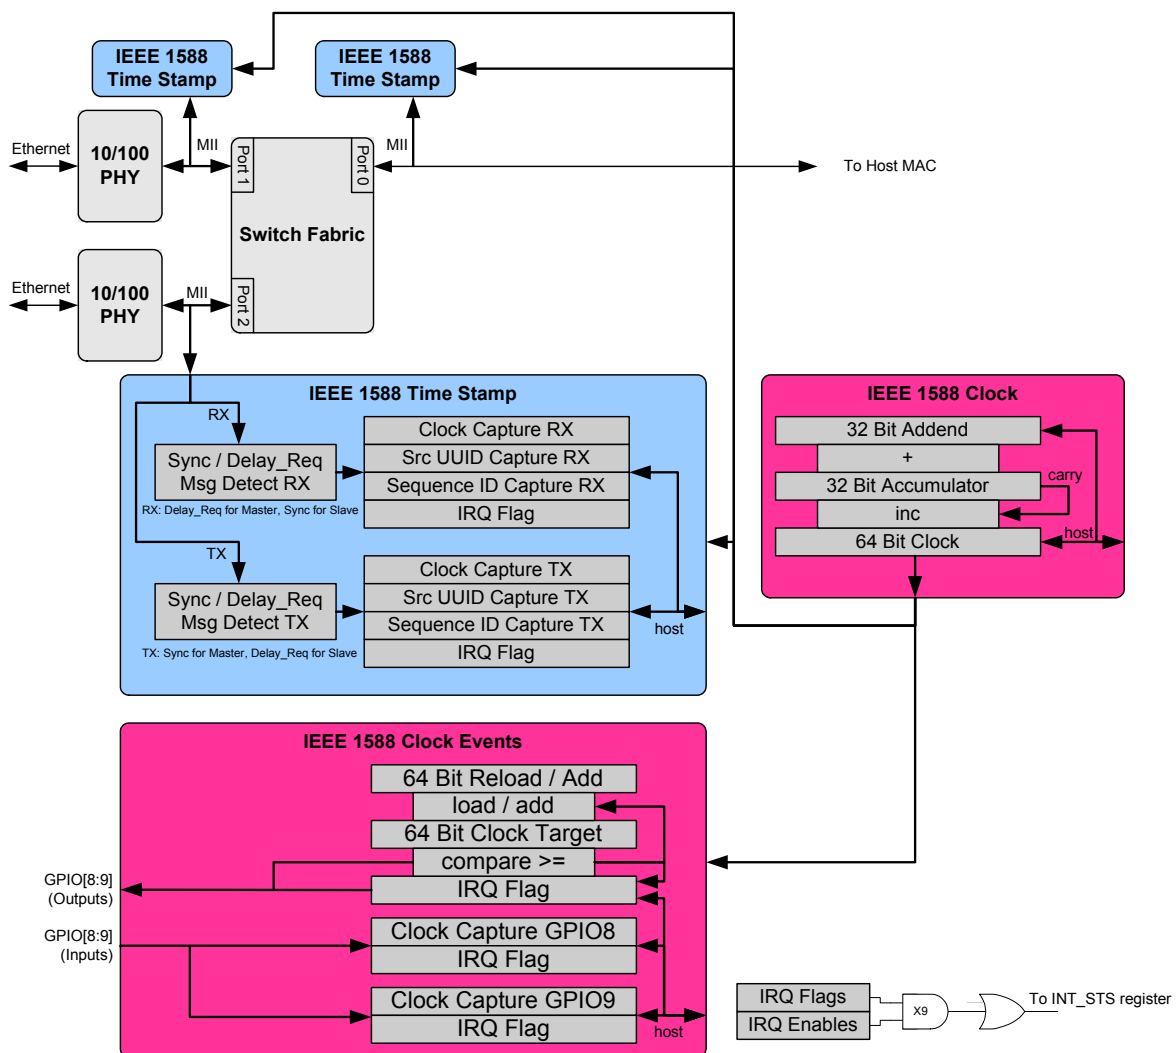 IEEE 1588
Time Stamp
IEEE 1588
Time Stamp
Ethernet
10/100
PHY
MII
Port 1
Port 0
MII
To Host MAC
Switch Fabric
Ethernet
10/100
PHY
MII
Port 2
IEEE 1588 Time Stamp
RX
Sync / Delay_Req
Msg Detect RX
RX: Delay_Req for Master, Sync for Slave
Clock Capture RX
Src UUID Capture RX
Sequence ID Capture RX
IRQ Flag
TX
Sync / Delay_Req
Msg Detect TX
TX: Sync for Master, Delay_Req for Slave
Clock Capture TX
Src UUID Capture TX
Sequence ID Capture TX
IRQ Flag
host
IEEE 1588 Clock
32 Bit Addend
+
carry
32 Bit Accumulator
inc
host
64 Bit Clock
IEEE 1588 Clock Events
64 Bit Reload / Add
load / add
64 Bit Clock Target
compare >=
IRQ Flag
GPIO[8:9]
(Outputs)
GPIO[8:9]
(Inputs)
Clock Capture GPIO8
IRQ Flag
Clock Capture GPIO9
IRQ Flag
host
IRQ Flags
IRQ Enables
X9
To INT_STS register